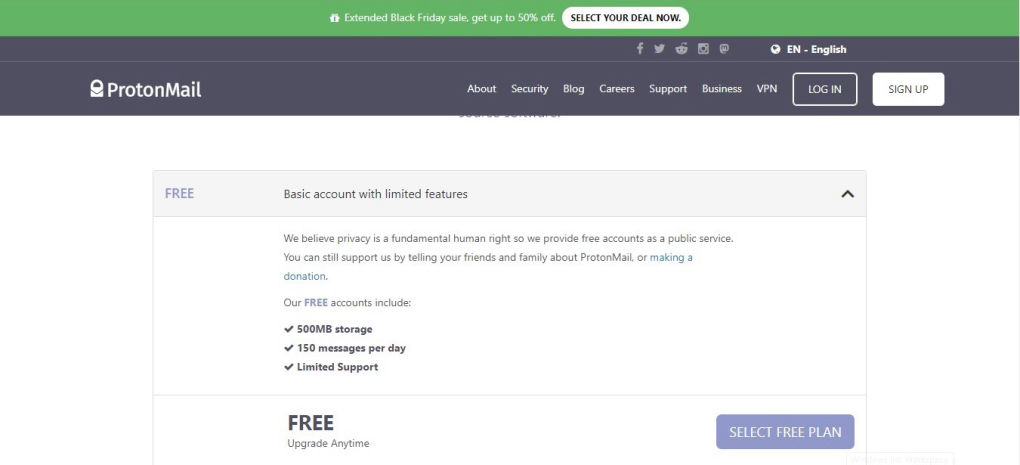 Extended Black Friday sale, get up to 50% off. SELECT YOUR DEAL NOW.
EN - English
ProtonMail About Security Blog Careers Support Business VPN LOG IN SIGN UP
source software.
FREE Basic account with limited features
We believe privacy is a fundamental human right so we provide free accounts as a public service.
You can still support us by telling your friends and family about ProtonMail, or making a
donation.
Our FREE accounts include:
500MB storage
150 messages per day
Limited Support
FREE
Upgrade Anytime
SELECT FREE PLAN